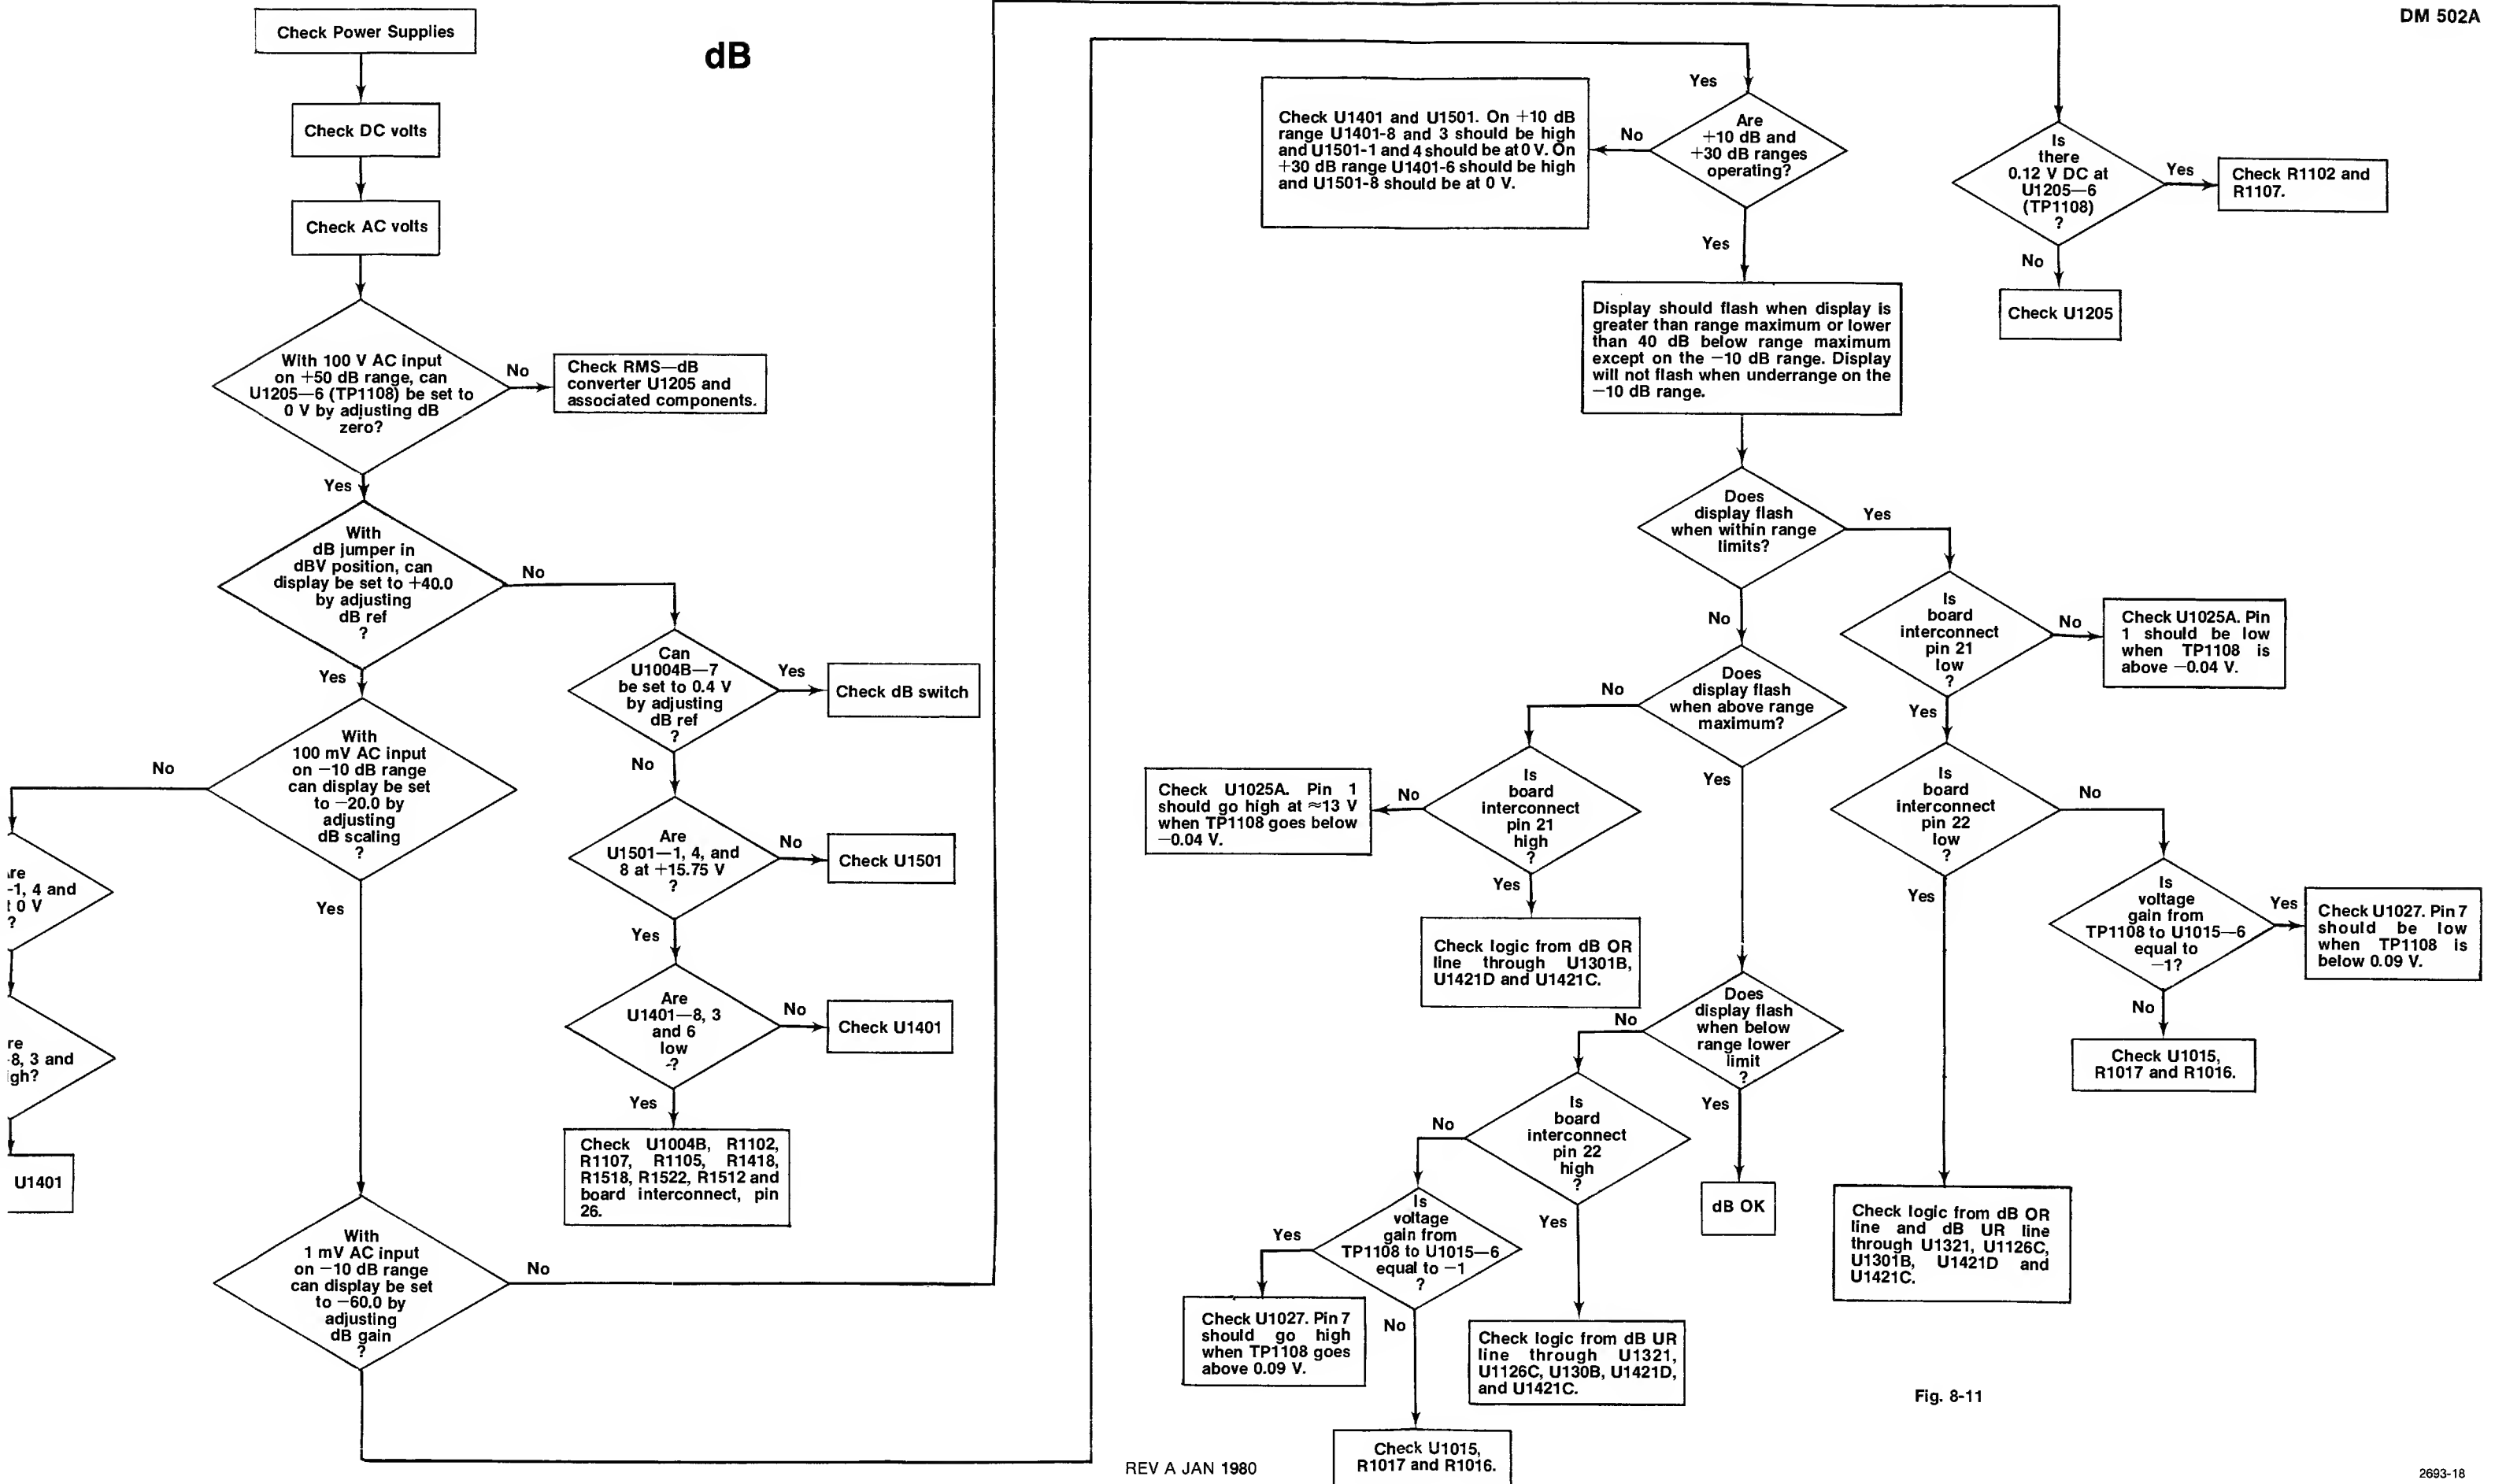 DM 502A
dB
Check Power Supplies
Check DC volts
Check AC volts
With 100 V AC input
on +50 dB range, can
U1205—6 (TP1108) be set to
0 V by adjusting dB
zero?
No
Check RMS—dB
converter U1205 and
associated components.
Yes
With
dB jumper in
dBV position, can
display be set to +40.0
by adjusting
dB ref
?
No
Yes
Can
U1004B—7
be set to 0.4 V
by adjusting
dB ref
?
Yes
Check dB switch
No
Are
U1501—1, 4, and
8 at +15.75 V
?
No
Check U1501
Yes
Are
U1401—8, 3
and 6
low
-?
No
Check U1401
Yes
Check U1004B, R1102,
R1107, R1105, R1418,
R1518, R1522, R1512 and
board interconnect, pin
26.
With
100 mV AC input
on —10 dB range
can display be set
to —20.0 by
adjusting
dB scaling
?
No
-1, 4 and
0 V
?
8, 3 and
U1401
Yes
With
1 mV AC input
on —10 dB range
can display be set
to —60.0 by
adjusting
dB gain
?
No
Yes
Are
+10 dB and
+30 dB ranges
operating?
No
Check U1401 and U1501. On +10 dB
range U1401-8 and 3 should be high
and U1501-1 and 4 should be at 0 V. On
+30 dB range U1401-6 should be high
and U1501-8 should be at 0 V.
Yes
Is
there
0.12 V DC at
U1205—6
(TP1108)
?
Yes
Check R1102 and
R1107.
No
Check U1205
Display should flash when display is
greater than range maximum or lower
than 40 dB below range maximum
except on the —10 dB range. Display
will not flash when underrange on the
—10 dB range.
Does
display flash
when within range
limits?
Yes
No
Is
board
interconnect
pin 21
low
?
No
Check U1025A. Pin
1 should be low
when TP1108 is
above —0.04 V.
Yes
Does
display flash
when above range
maximum?
No
Yes
Is
board
interconnect
pin 21
high
?
No
Check U1025A. Pin 1
should go high at ≈13 V
when TP1108 goes below
—0.04 V.
Yes
Check logic from dB OR
line through U1301B,
U1421D and U1421C.
Is
board
interconnect
pin 22
low
?
No
Yes
Is
voltage
gain from
TP1108 to U1015—6
equal to
—1?
Yes
Check U1027. Pin 7
should be low
when TP1108 is
below 0.09 V.
No
Check U1015,
R1017 and R1016.
Check logic from dB OR
line and dB UR line
through U1321, U1126C,
U1301B, U1421D and
U1421C.
Does
display flash
when below
range lower
limit
?
No
Yes
dB OK
Is
board
interconnect
pin 22
high
?
No
Yes
Check logic from dB UR
line through U1321,
U1126C, U130B, U1421D,
and U1421C.
Is
voltage
gain from
TP1108 to U1015—6
equal to —1
?
Yes
Check U1027. Pin 7
should go high
when TP1108 goes
above 0.09 V.
No
Check U1015,
R1017 and R1016.
Fig. 8-11
REV A JAN 1980
2693-18